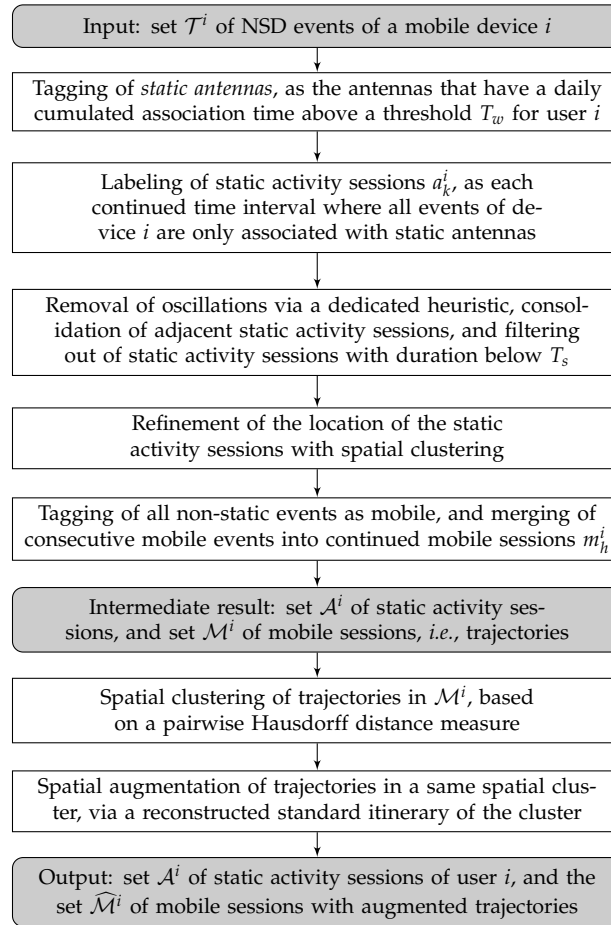 Input: set 𝒯^i of NSD events of a mobile device i
Tagging of static antennas, as the antennas that have a daily
cumulated association time above a threshold T_w for user i
Labeling of static activity sessions a_k^i, as each
continued time interval where all events of de-
vice i are only associated with static antennas
Removal of oscillations via a dedicated heuristic, consol-
idation of adjacent static activity sessions, and filtering
out of static activity sessions with duration below T_s
Refinement of the location of the static
activity sessions with spatial clustering
Tagging of all non-static events as mobile, and merging of
consecutive mobile events into continued mobile sessions m_h^i
Intermediate result: set 𝒜^i of static activity ses-
sions, and set ℳ^i of mobile sessions, i.e., trajectories
Spatial clustering of trajectories in ℳ^i, based
on a pairwise Hausdorff distance measure
Spatial augmentation of trajectories in a same spatial clus-
ter, via a reconstructed standard itinerary of the cluster
Output: set 𝒜^i of static activity sessions of user i, and the
set ℳ̂^i of mobile sessions with augmented trajectories